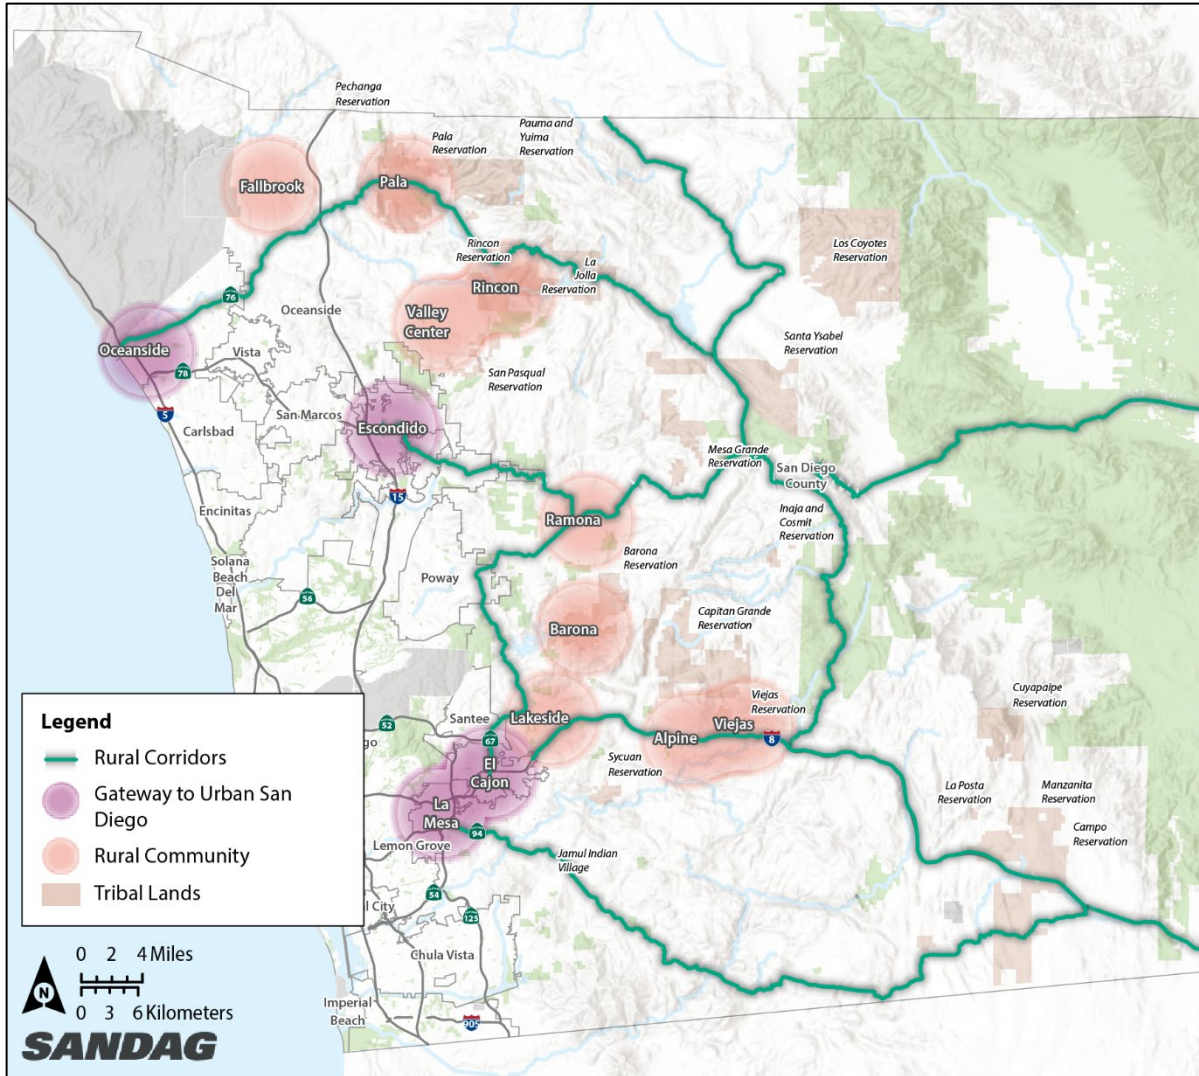 Pechanga
Reservation
Pala
Reservation
Pauma and
Yuima
Reservation
Fallbrook
Pala
Los Coyotes
Reservation
Rincon
Reservation
La
Jolla
Reservation
Rincon
76
Oceanside
Valley
Center
Oceanside
Vista
78
Santa Ysabel
Reservation
San Pasqual
Reservation
5
San Marcos
Carlsbad
Escondido
Mesa Grande
Reservation
San Diego
County
15
Encinitas
Ramona
Inaja and
Cosmit
Reservation
Barona
Reservation
Solana
Beach
Del
Mar
56
Poway
Barona
Capitan Grande
Reservation
Cuyapaipe
Reservation
Viejas
Reservation
Santee
Lakeside
Viejas
Alpine
8
52
go
67
El
Cajon
Sycuan
Reservation
La Posta
Reservation
Manzanita
Reservation
La
Mesa
94
Campo
Reservation
Lemon Grove
Jamul Indian
Village
54
l City
125
Chula Vista
Imperial
Beach
905
Legend
Rural Corridors
Gateway to Urban San
Diego
Rural Community
Tribal Lands
0 2 4 Miles
0 3 6 Kilometers
N
SANDAG